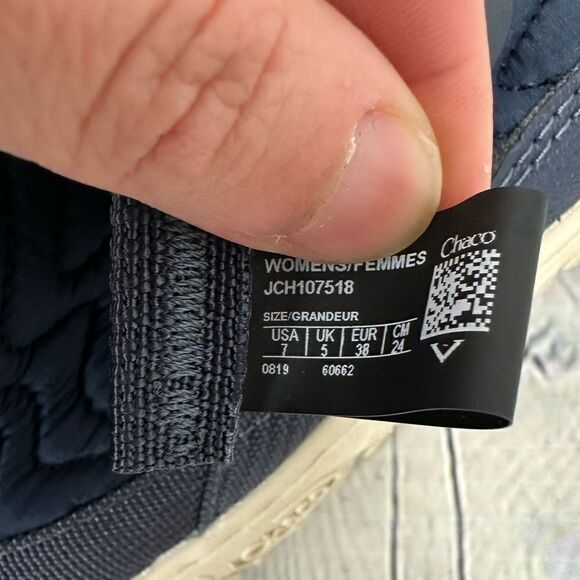 Chaco
WOMENS/FEMMES
JCH107518
SIZE/GRANDEUR
USA UK EUR CM
7 5 38 24
0819 60662